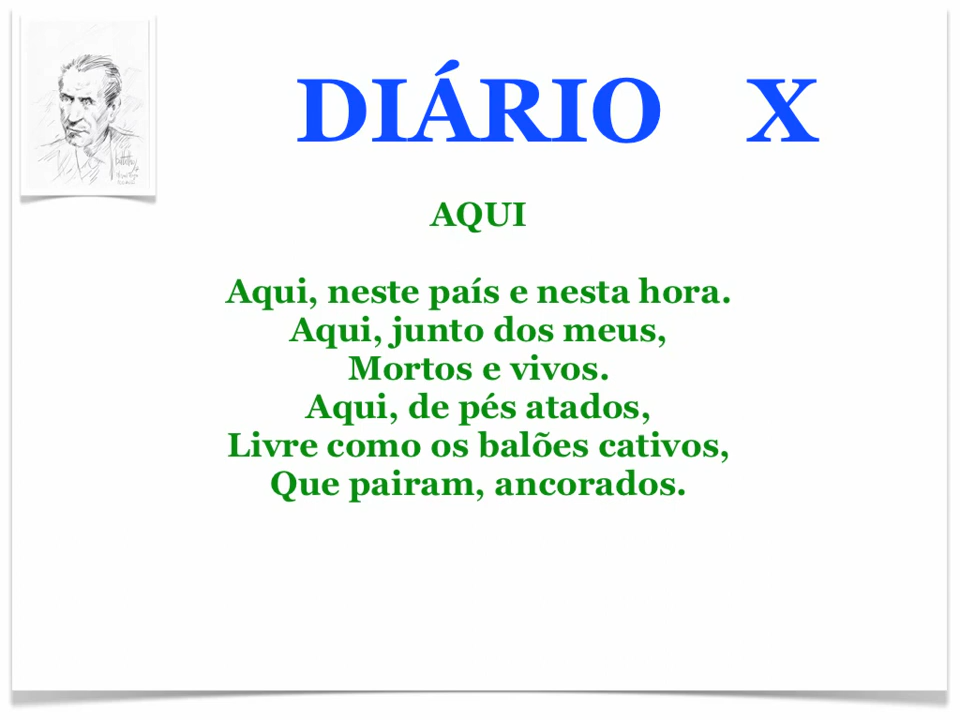 DIÁRIO X
AQUI
Aqui, neste país e nesta hora.
Aqui, junto dos meus,
Mortos e vivos.
Aqui, de pés atados,
Livre como os balões cativos,
Que pairam, ancorados.